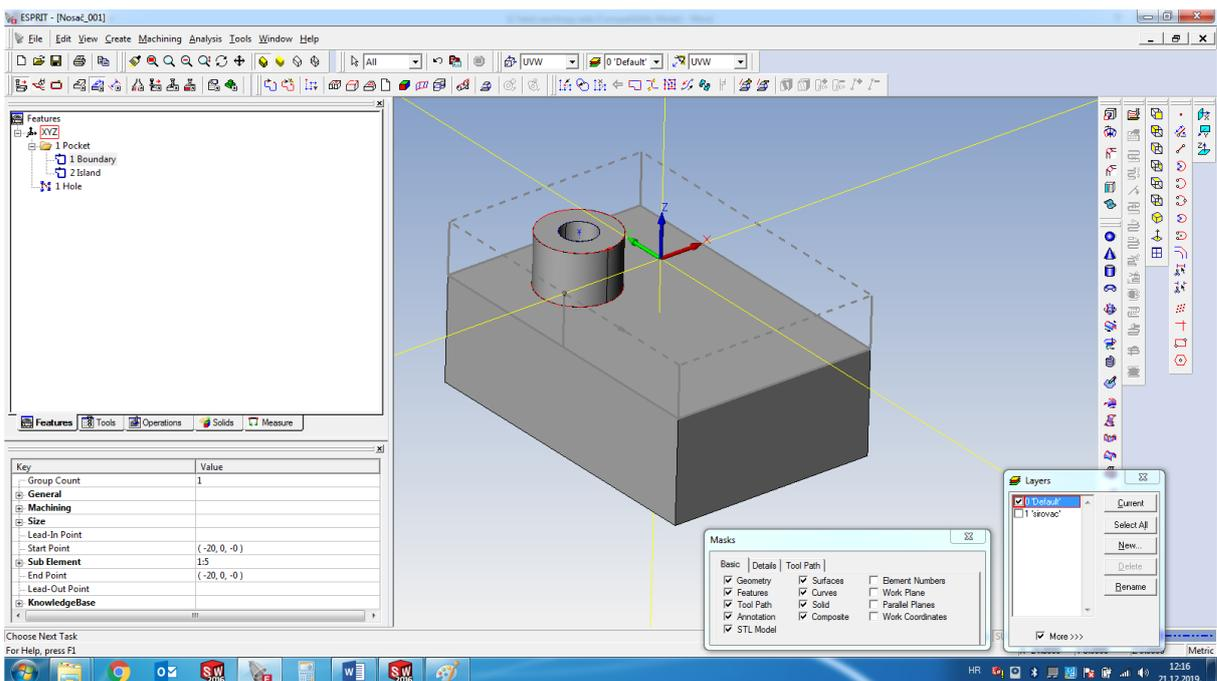 ESPRIT - [Nosač_001]
File Edit View Create Machining Analysis Tools Window Help
All UVW 0 'Default' UVW
Features
XYZ
1 Pocket
1 Boundary
2 Island
1 Hole
Z
X
Features Tools Operations Solids Measure
Key Value
Group Count 1
General
Machining
Size
Lead-In Point
Start Point ( -20, 0, -0 )
Sub Element 1:5
End Point ( -20, 0, -0 )
Lead-Out Point
KnowledgeBase
Layers
0 'Default' Current
1 'sirovac'
Select All
New...
Delete
Rename
More >>>
Masks
Basic Details Tool Path
Geometry Surfaces Element Numbers
Features Curves Work Plane
Tool Path Solid Parallel Planes
Annotation Composite Work Coordinates
STL Model
Choose Next Task
For Help, press F1
Metric
HR 12:16
21.12.2019.